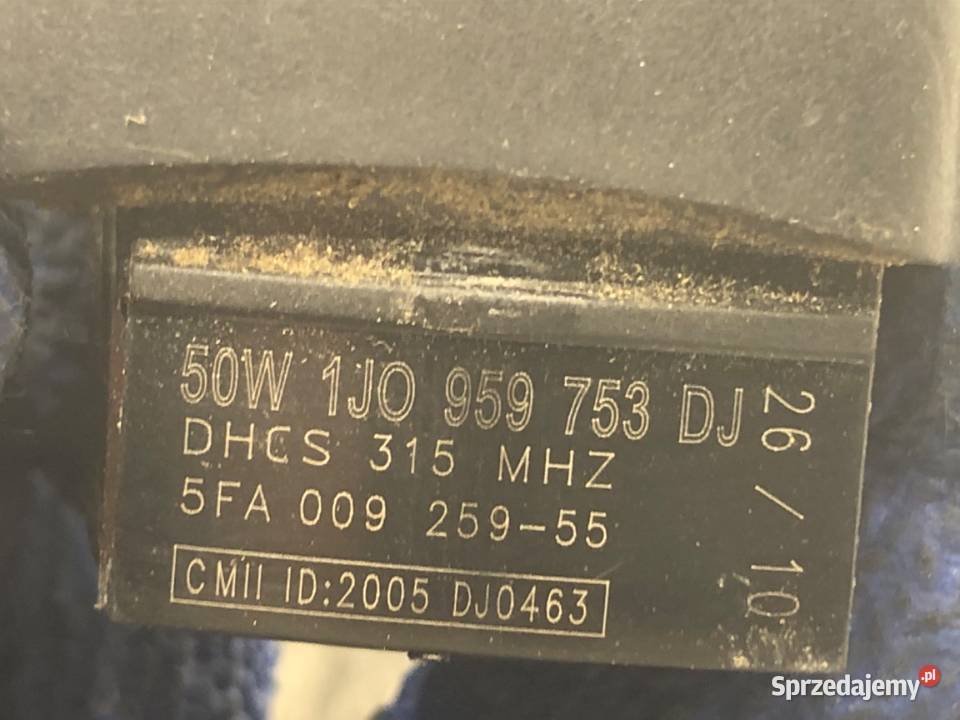 50W 1J0 959 753 DJ
DHCS 315 MHZ
5FA 009 259-55
CMII ID:2005 DJ0463
26 / 10
Sprzedajemy.pl